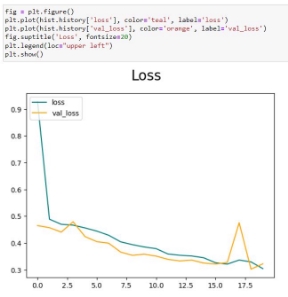 fig = plt.figure()
plt.plot(hist.history['loss'], color='teal', label='loss')
plt.plot(hist.history['val_loss'], color='orange', label='val_loss')
fig.suptitle('Loss', fontsize=20)
plt.legend(loc="upper left")
plt.show()
Loss
loss
val_loss
0.9
0.8
0.7
0.6
0.5
0.4
0.3
0.0 2.5 5.0 7.5 10.0 12.5 15.0 17.5